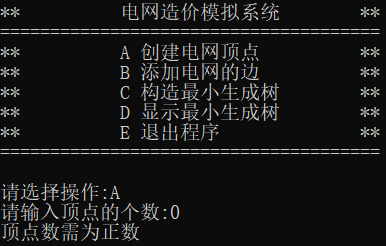 ** 电网造价模拟系统 **
======================================
** A 创建电网顶点 **
** B 添加电网的边 **
** C 构造最小生成树 **
** D 显示最小生成树 **
** E 退出程序 **
======================================
请选择操作:A
请输入顶点的个数:0
顶点数需为正数